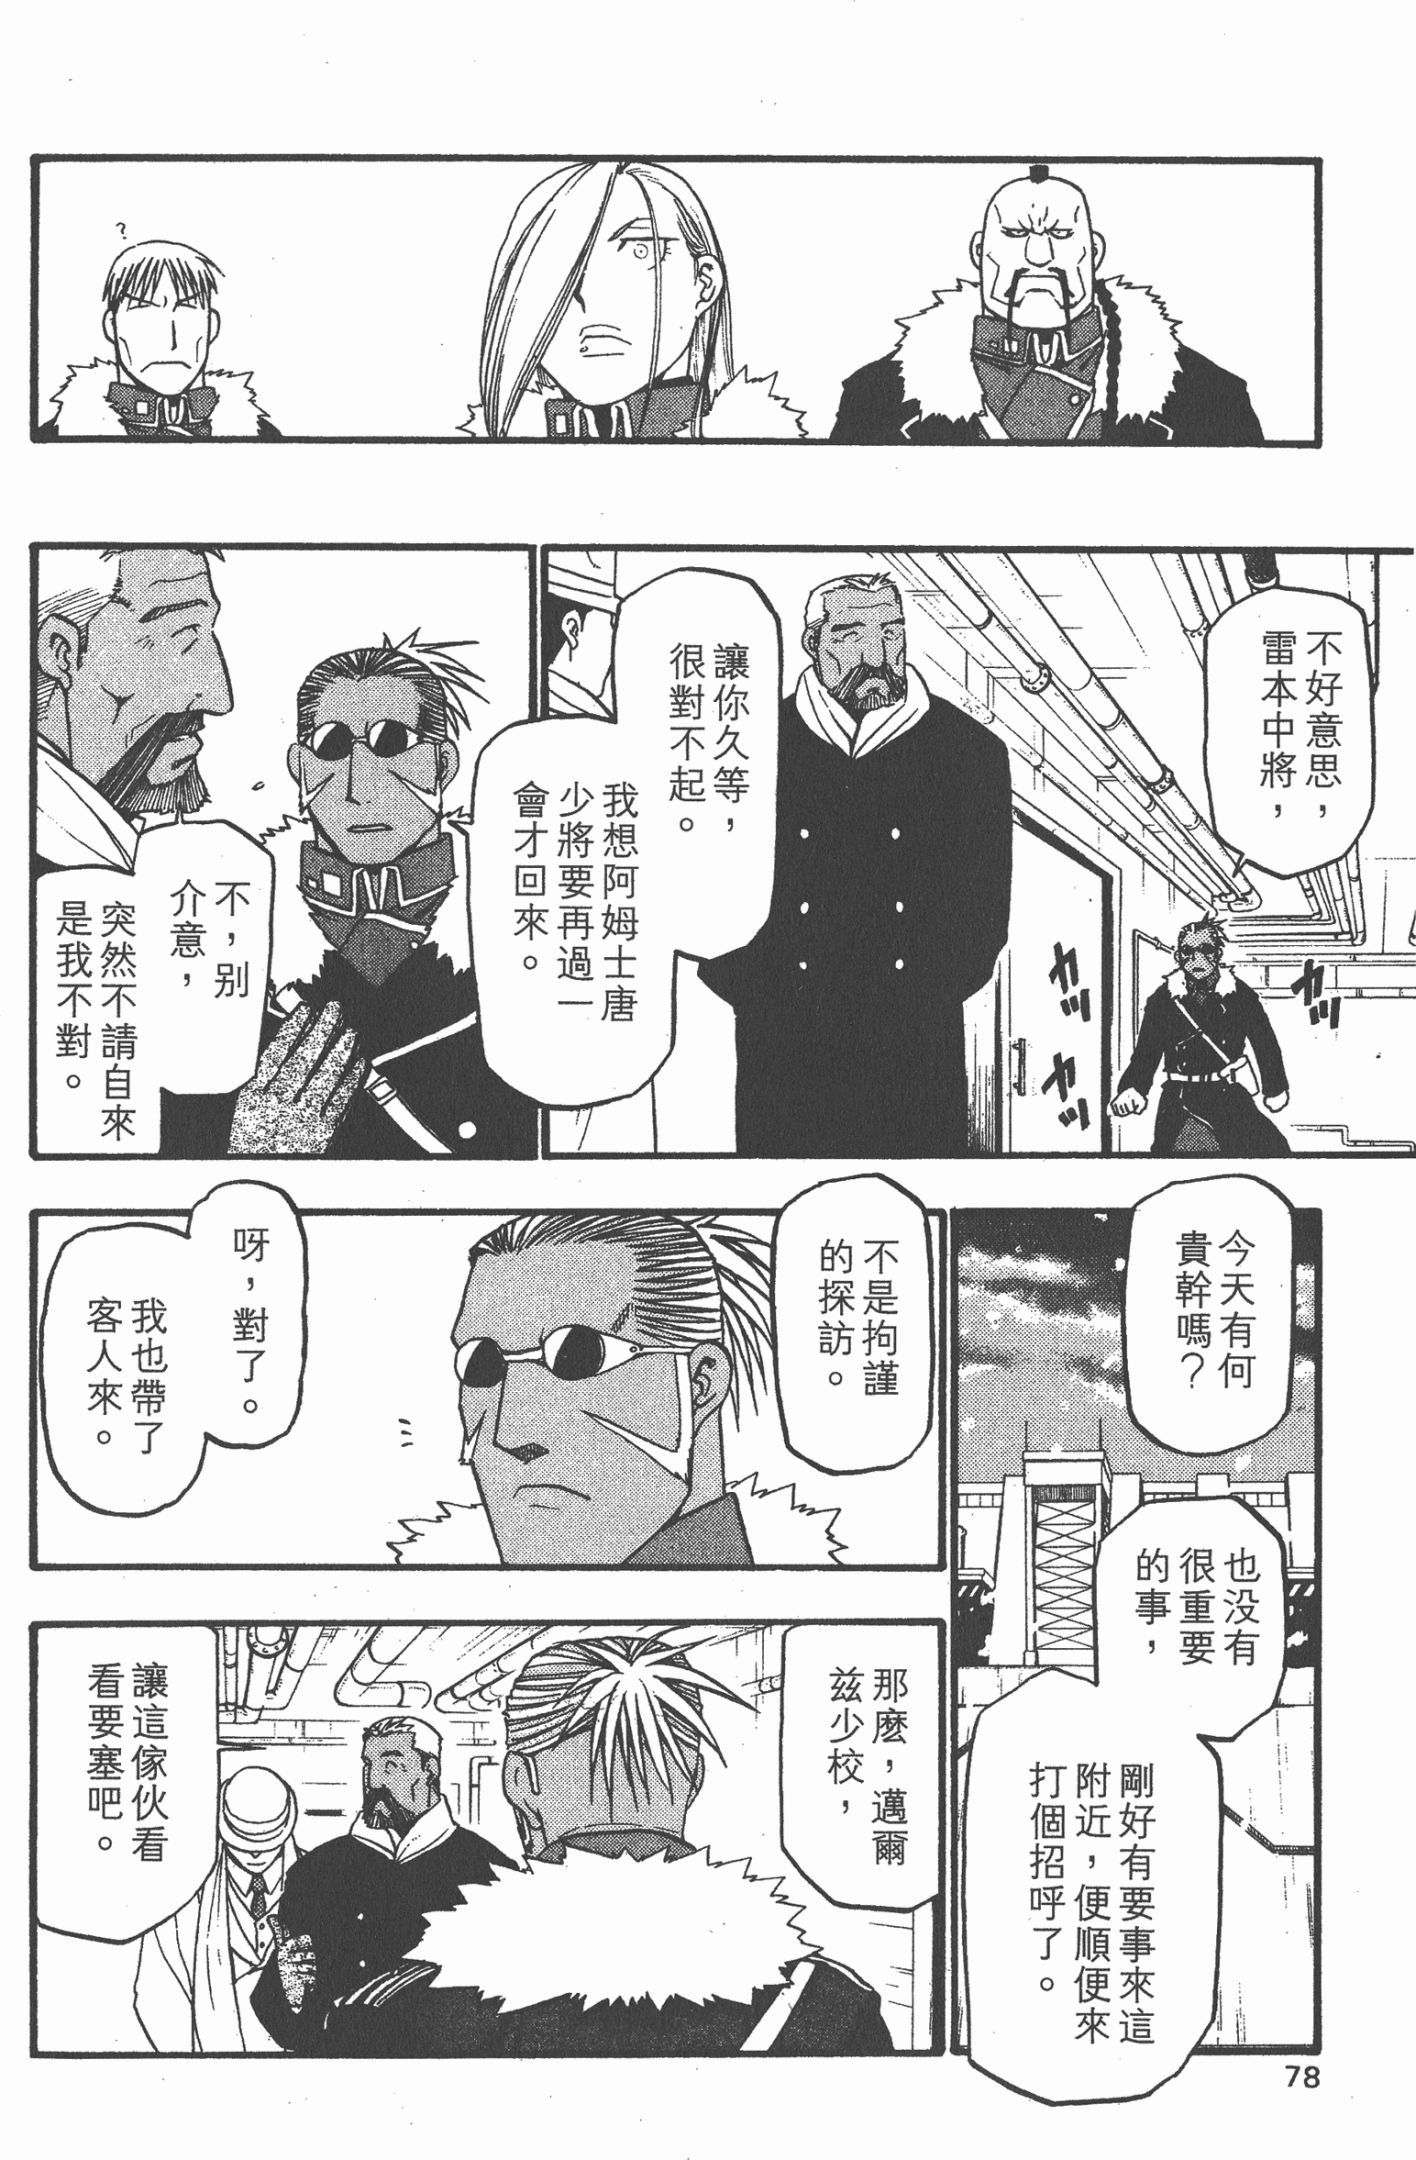 ?
不好意思，
雷本中將，
讓你久等，
很對不起。
我想阿姆士唐
少將要再過一
會才回來。
カツ
カツ
カツ
不，別
介意，
突然不請自來
是我不對。
今天有何
貴幹嗎？
也沒有
很重要
的事，
剛好有要事來這
附近，便順便來
打個招呼了。
不是拘謹
的探訪。
呀，對了。
我也帶了
客人來。
那麼，邁爾
茲少校，
讓這傢伙看
看要塞吧。
78